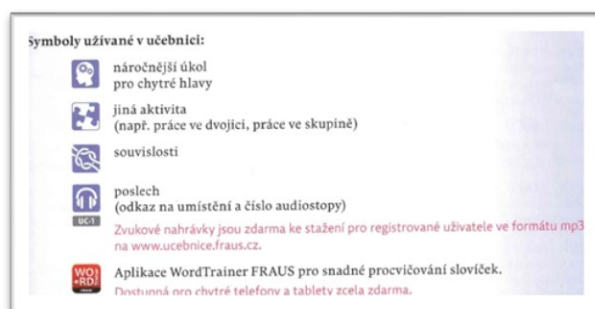 Symboly užívané v učebnici:
náročnější úkol
pro chytré hlavy
jiná aktivita
(např. práce ve dvojici, práce ve skupině)
souvislosti
poslech
(odkaz na umístění a číslo audiostopy)
UC-1
Zvukové nahrávky jsou zdarma ke stažení pro registrované uživatele ve formátu mp3
na www.ucebnice.fraus.cz.
WO
RD
Aplikace WordTrainer FRAUS pro snadné procvičování slovíček.
Dostupná pro chytré telefony a tablety zcela zdarma.